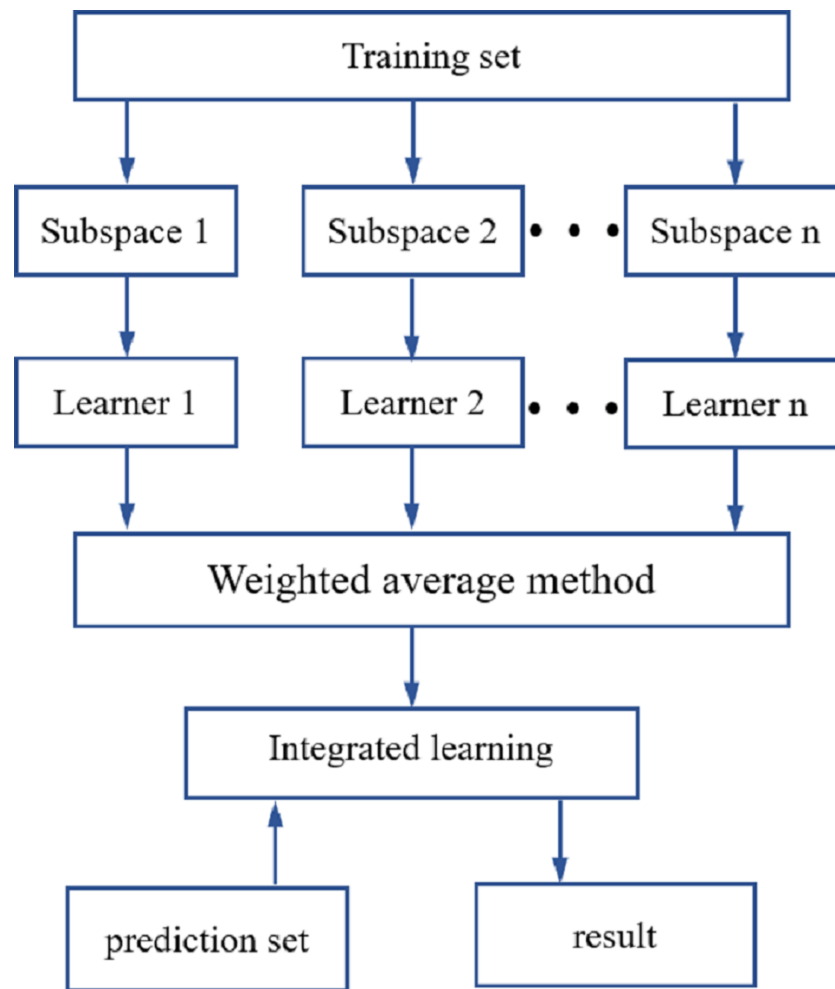 Training set
Subspace 1
Subspace 2
Subspace n
Learner 1
Learner 2
Learner n
Weighted average method
Integrated learning
prediction set
result